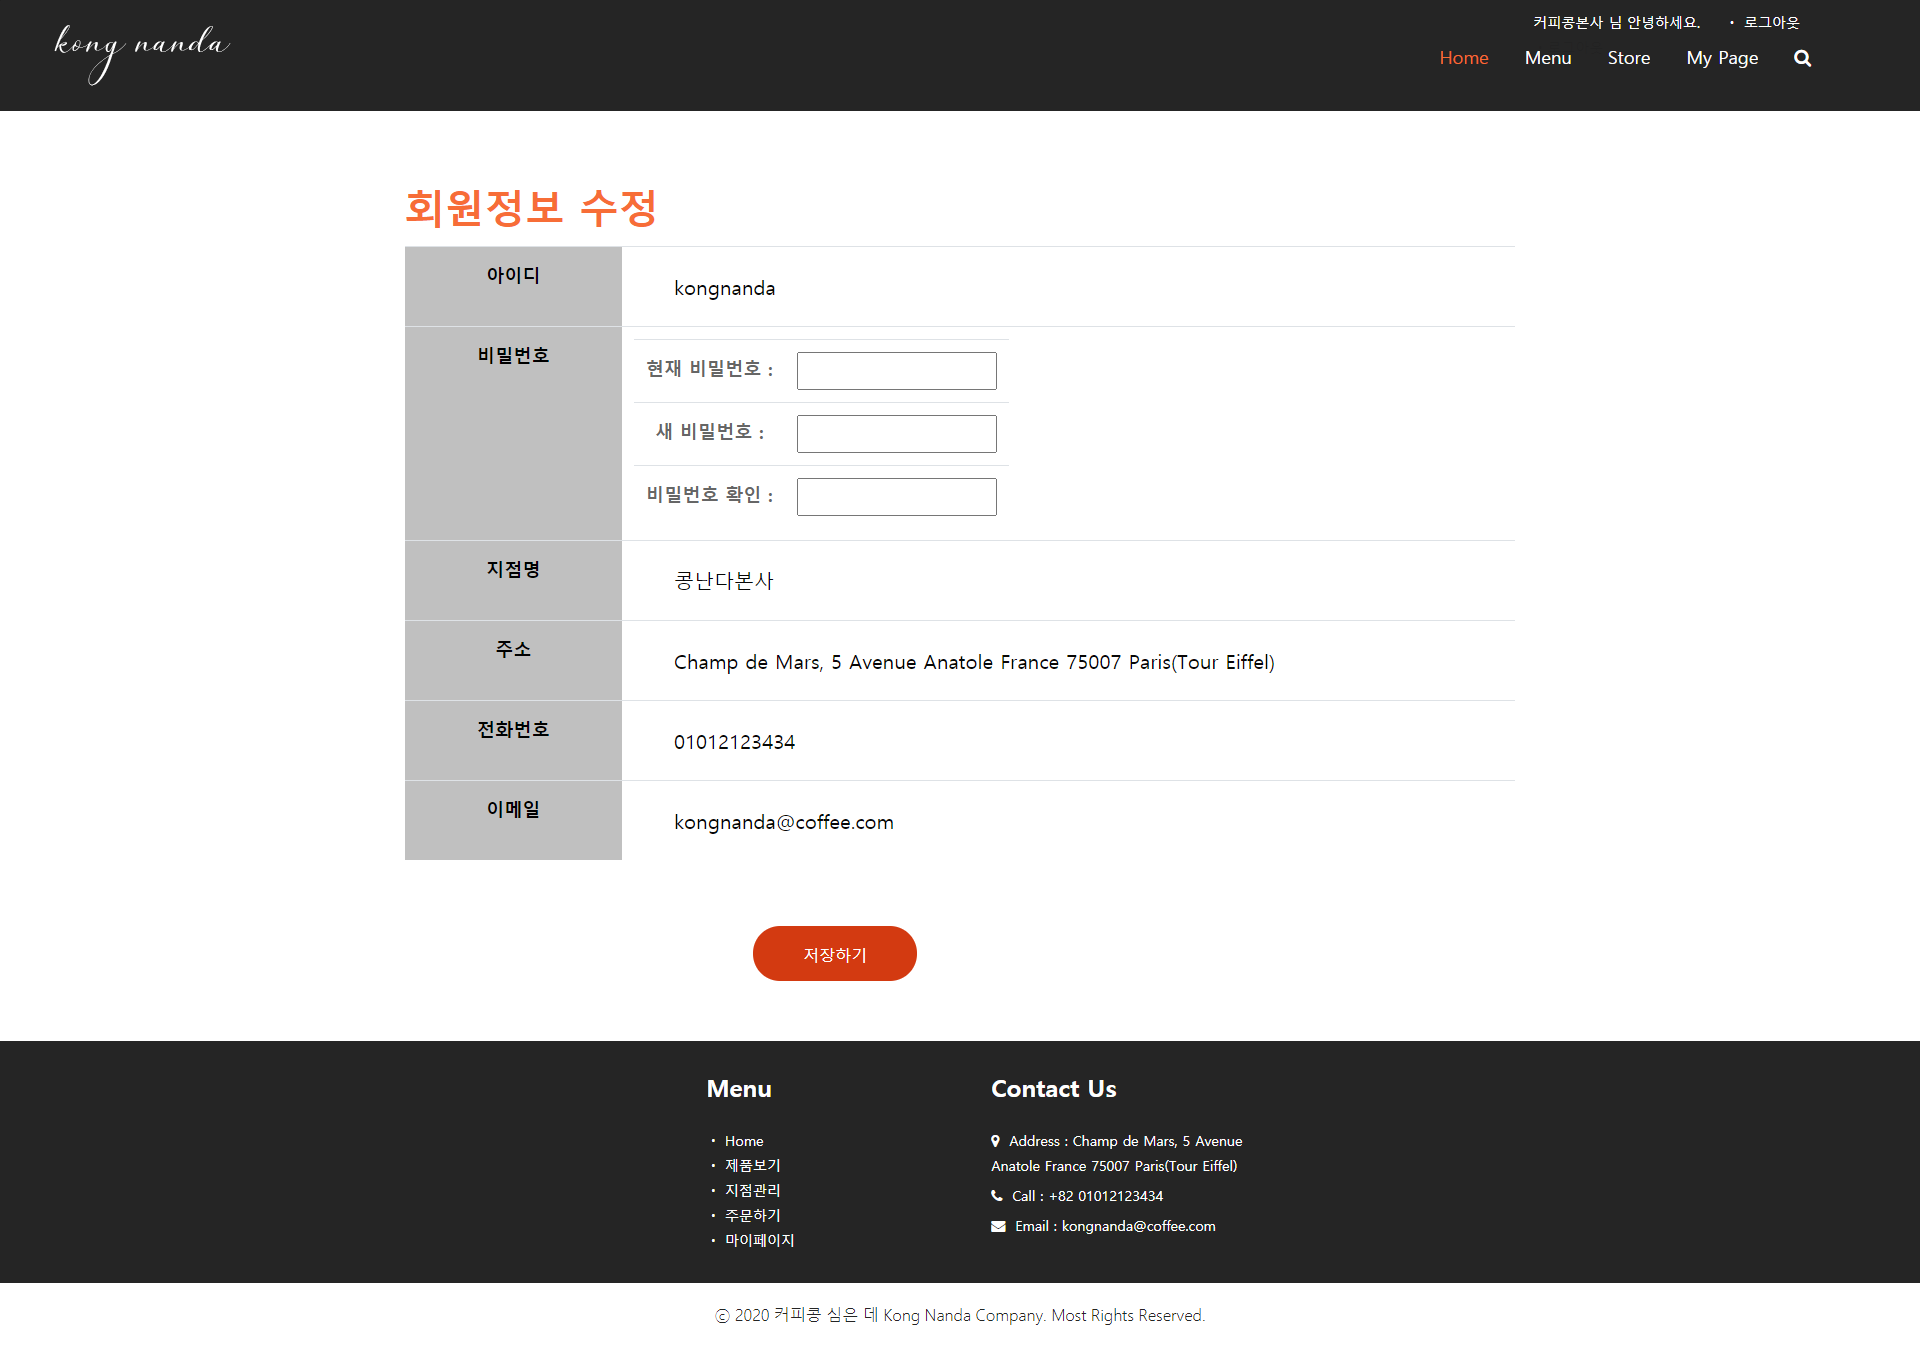 kong nanda
커피콩본사 님 안녕하세요. · 로그아웃
Home Menu Store My Page
회원정보 수정
아이디 kongnanda
비밀번호
현재 비밀번호 :
새 비밀번호 :
비밀번호 확인 :
지점명 콩난다본사
주소 Champ de Mars, 5 Avenue Anatole France 75007 Paris(Tour Eiffel)
전화번호 01012123434
이메일 kongnanda@coffee.com
저장하기
Menu
· Home
· 제품보기
· 지점관리
· 주문하기
· 마이페이지
Contact Us
Address : Champ de Mars, 5 Avenue
Anatole France 75007 Paris(Tour Eiffel)
Call : +82 01012123434
Email : kongnanda@coffee.com
ⓒ 2020 커피콩 심은 데 Kong Nanda Company. Most Rights Reserved.